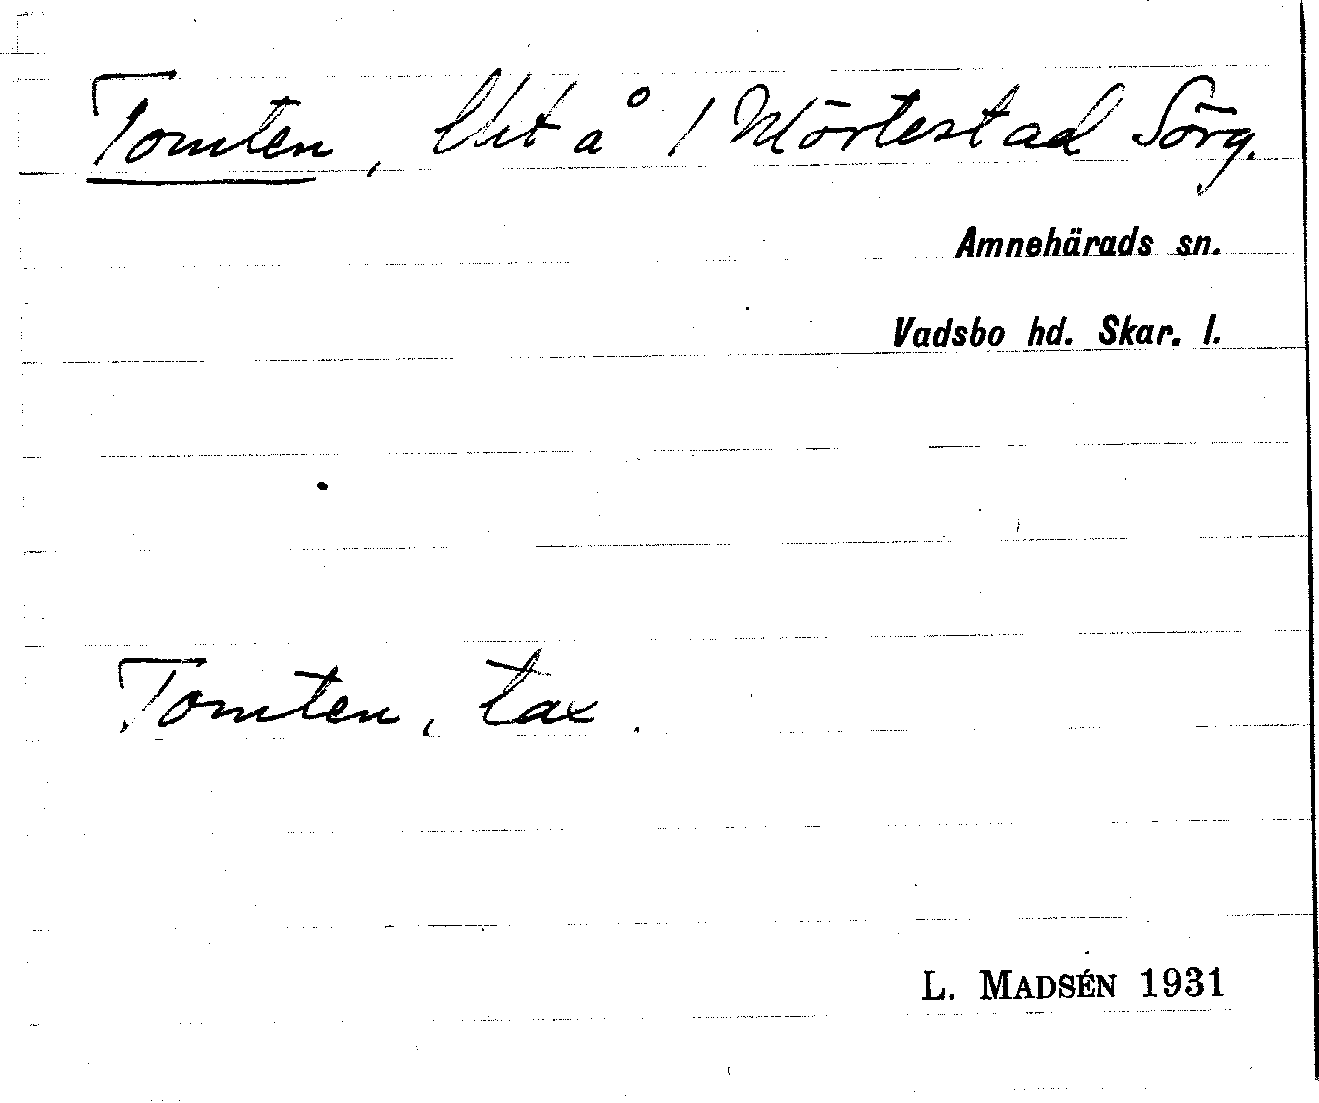 Tomten, lht å 1 Mörtestad Sörg.
Amnehärads sn.
Vadsbo hd. Skar. l.
Tomten, tax.
L. MADSÉN 1931